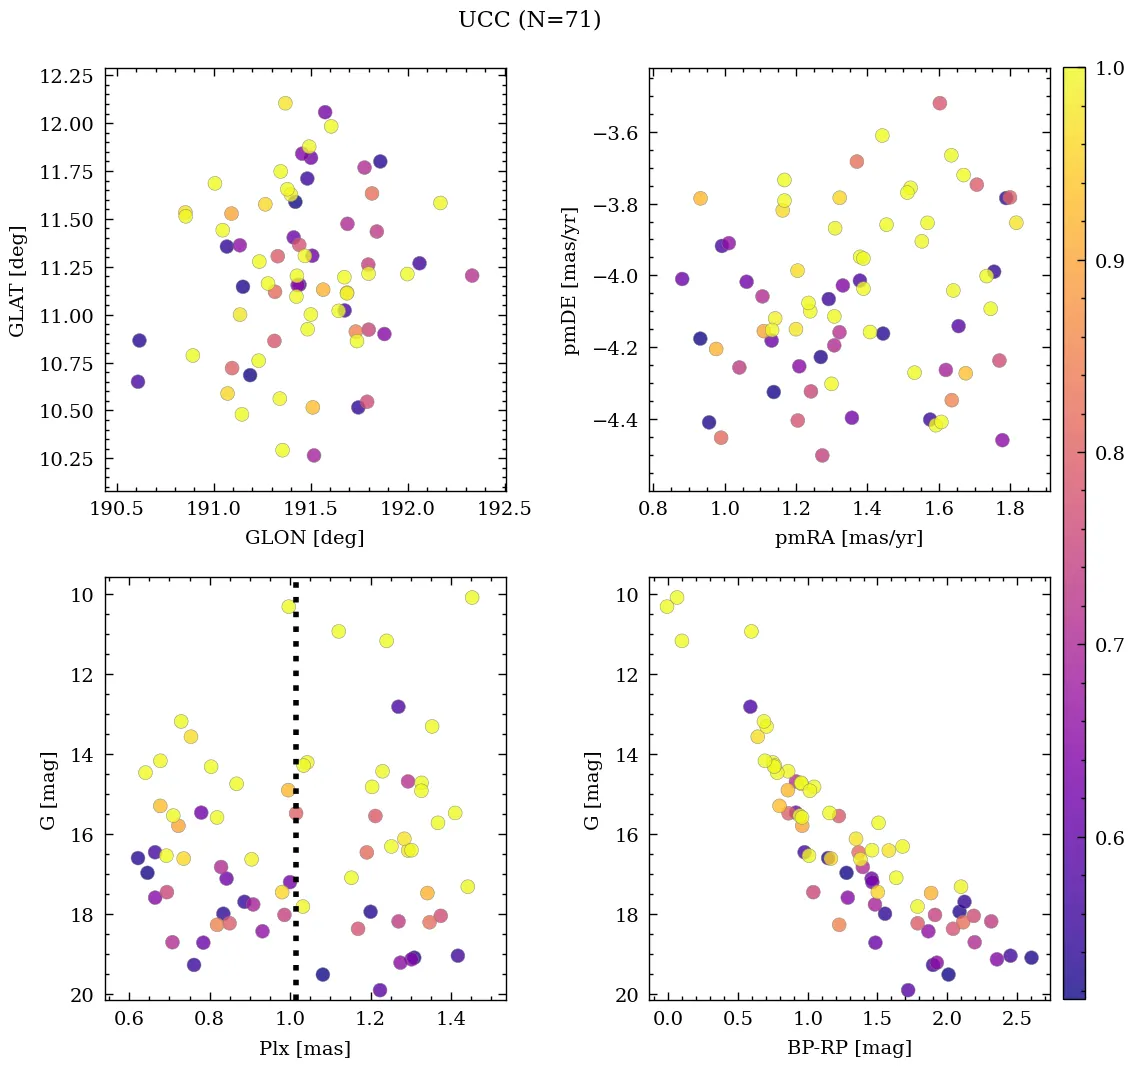 UCC (N=71)
12.25
12.00
11.75
11.50
11.25
11.00
10.75
10.50
10.25
GLAT [deg]
190.5 191.0 191.5 192.0 192.5
GLON [deg]
−3.6
−3.8
−4.0
−4.2
−4.4
pmDE [mas/yr]
0.8 1.0 1.2 1.4 1.6 1.8
pmRA [mas/yr]
10
12
14
16
18
20
G [mag]
0.6 0.8 1.0 1.2 1.4
Plx [mas]
10
12
14
16
18
20
G [mag]
0.0 0.5 1.0 1.5 2.0 2.5
BP-RP [mag]
1.0
0.9
0.8
0.7
0.6